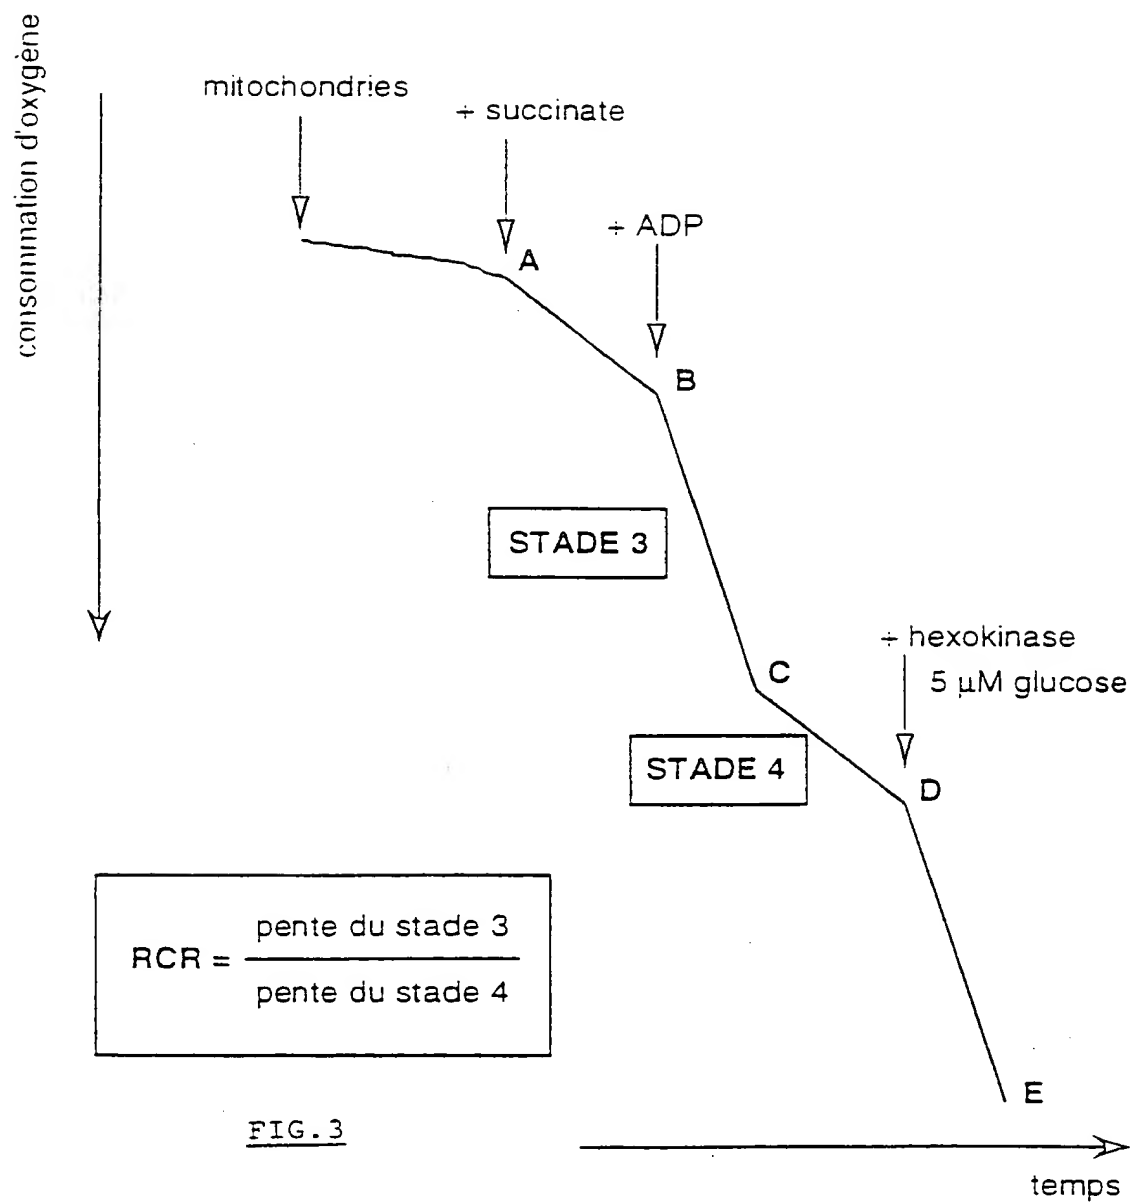 consommation d'oxygène
mitochondries
+ succinate
A
+ ADP
B
STADE 3
+ hexokinase
5 µM glucose
C
STADE 4
D
RCR = pente du stade 3
pente du stade 4
E
FIG.3
temps